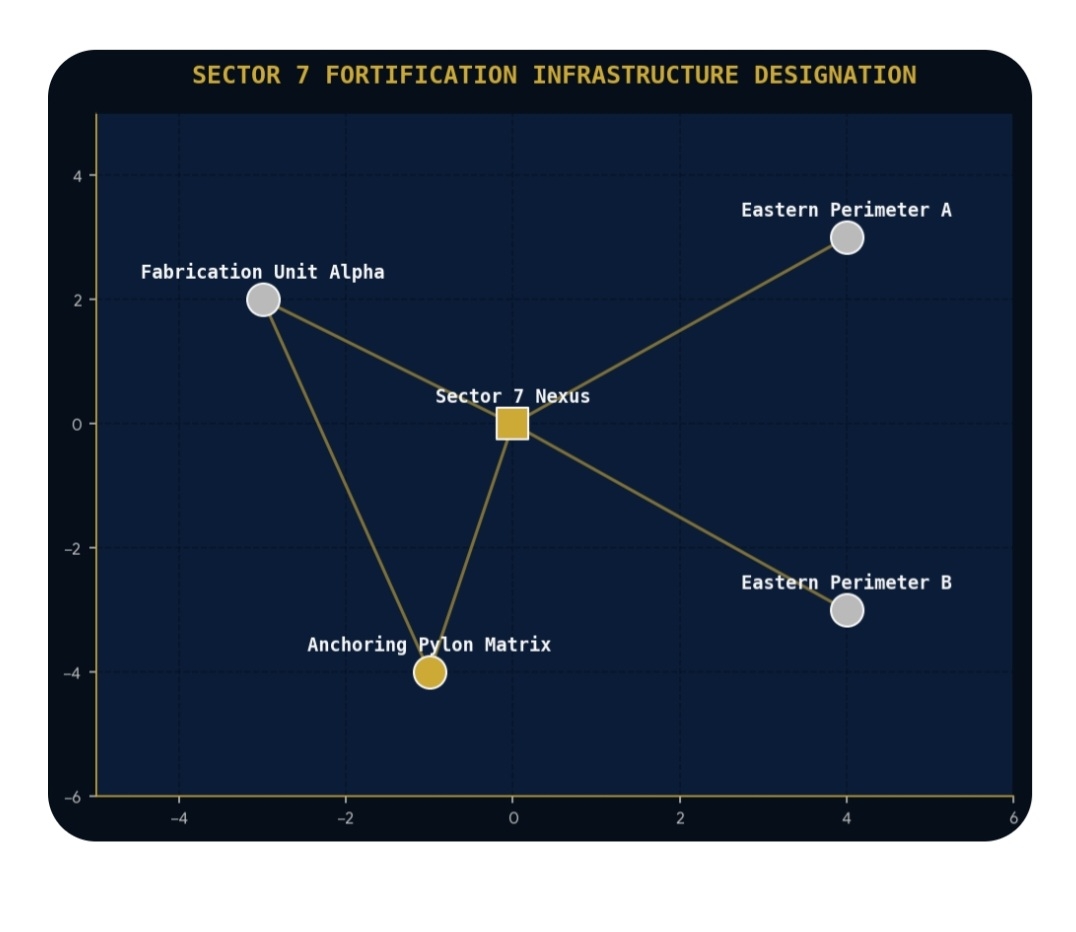 SECTOR 7 FORTIFICATION INFRASTRUCTURE DESIGNATION
4
Eastern Perimeter A
Fabrication Unit Alpha
2
Sector 7 Nexus
0
−2
Eastern Perimeter B
Anchoring Pylon Matrix
−4
−6
−4 −2 0 2 4 6